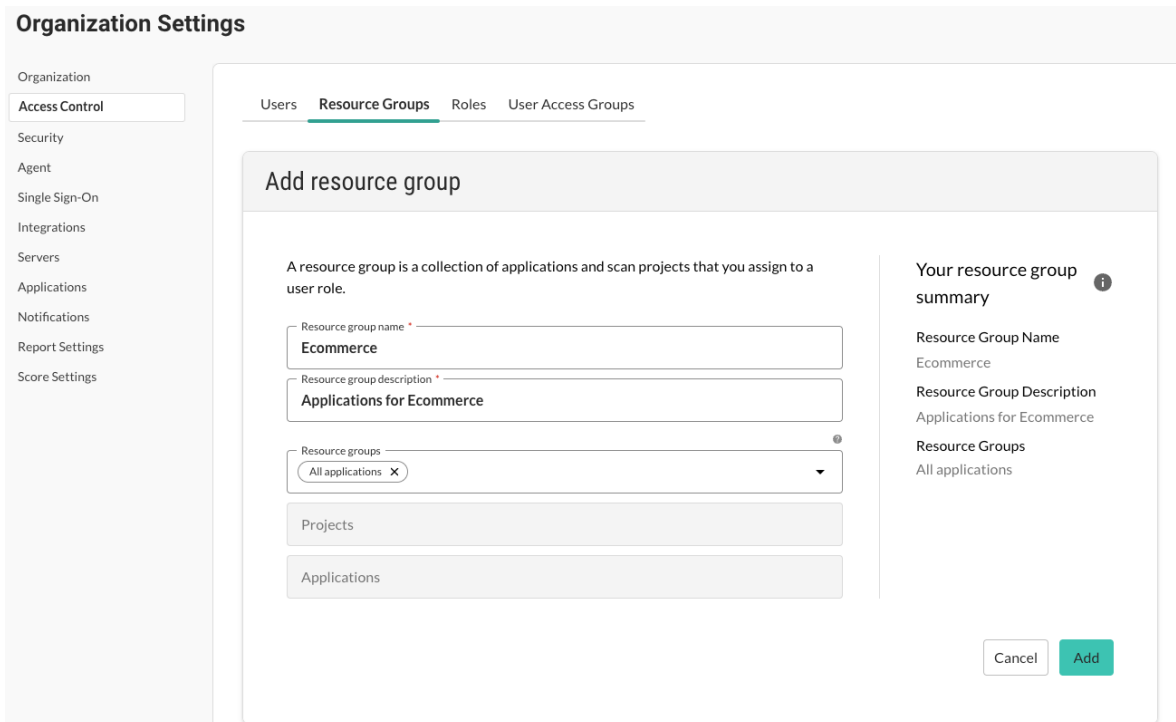 Organization Settings
Organization
Access Control
Security
Agent
Single Sign-On
Integrations
Servers
Applications
Notifications
Report Settings
Score Settings
Users Resource Groups Roles User Access Groups
Add resource group
A resource group is a collection of applications and scan projects that you assign to a
user role.
Resource group name *
Ecommerce
Resource group description *
Applications for Ecommerce
Resource groups
All applications
Projects
Applications
Your resource group
summary
Resource Group Name
Ecommerce
Resource Group Description
Applications for Ecommerce
Resource Groups
All applications
Cancel Add